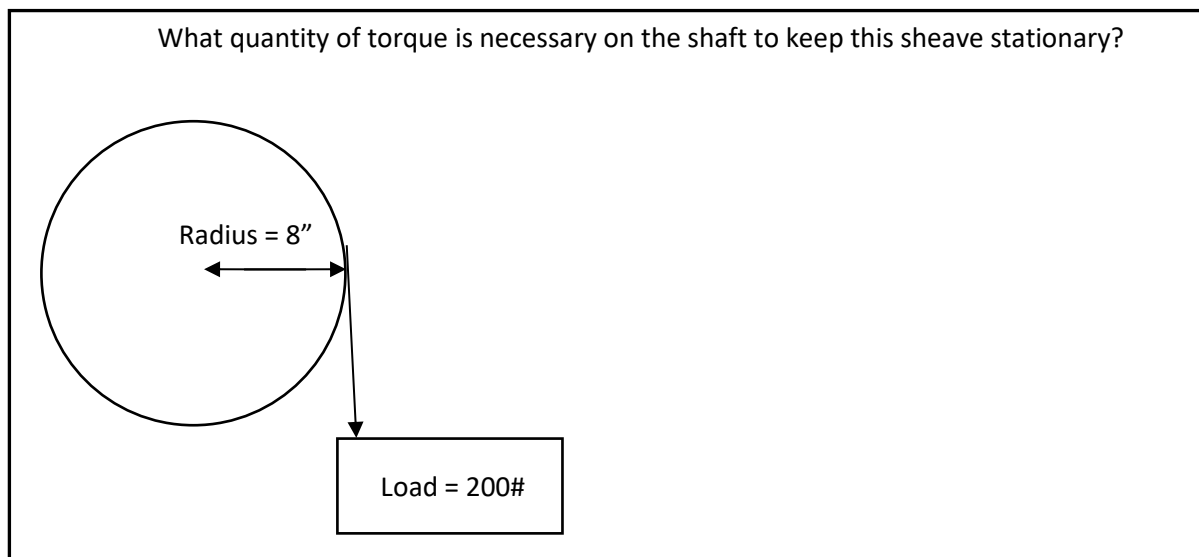 What quantity of torque is necessary on the shaft to keep this sheave stationary?
Radius = 8”
Load = 200#